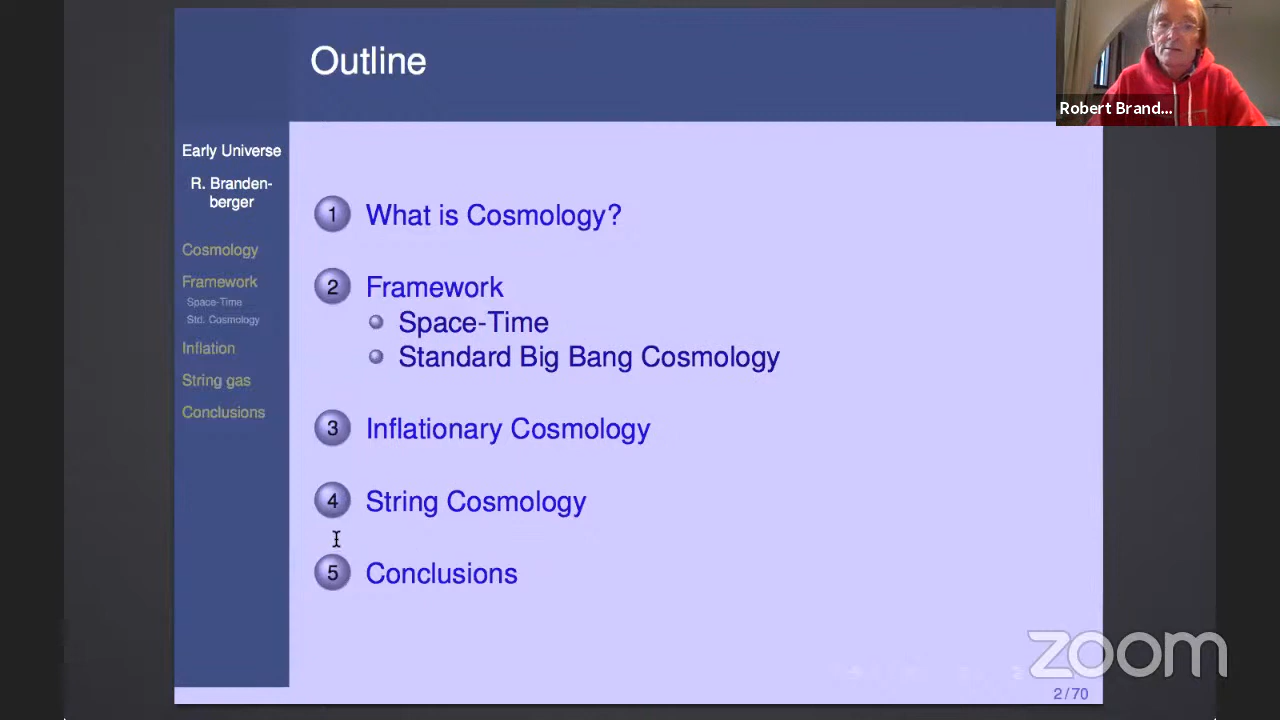 Outline
Robert Brand...
Early Universe
R. Branden-
berger
Cosmology
Framework
Space-Time
Std. Cosmology
Inflation
String gas
Conclusions
1 What is Cosmology?
2 Framework
Space-Time
Standard Big Bang Cosmology
3 Inflationary Cosmology
4 String Cosmology
5 Conclusions
zoom
2/70